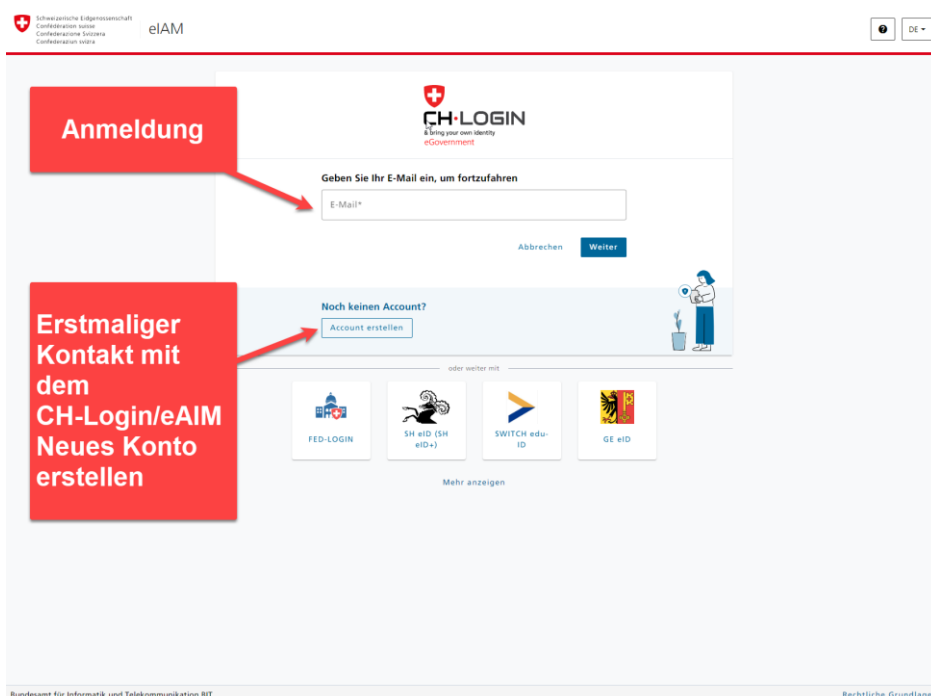 Schweizerische Eidgenossenschaft
Confédération suisse
Confederazione Svizzera
Confederaziun svizra
eIAM
DE
CH·LOGIN
& bring your own identity
eGovernment
Anmeldung
Geben Sie Ihr E-Mail ein, um fortzufahren
E-Mail*
Abbrechen
Weiter
Erstmaliger
Kontakt mit
dem
CH-Login/eAIM
Neues Konto
erstellen
Noch keinen Account?
Account erstellen
oder weiter mit
FED-LOGIN
SH eID (SH
eID+)
SWITCH edu-
ID
GE eID
Mehr anzeigen
Bundesamt für Informatik und Telekommunikation BIT
Rechtliche Grundlage